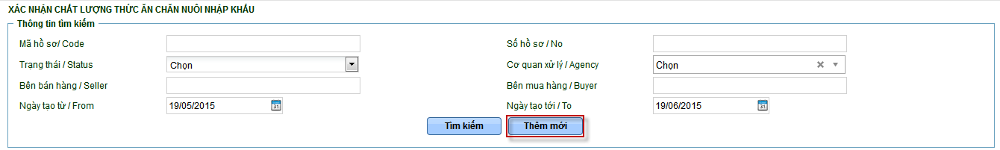 XÁC NHẬN CHẤT LƯỢNG THỨC ĂN CHĂN NUÔI NHẬP KHẨU
Thông tin tìm kiếm
Mã hồ sơ/ Code Số hồ sơ / No
Trạng thái / Status Chọn Cơ quan xử lý / Agency Chọn
Bên bán hàng / Seller Bên mua hàng / Buyer
Ngày tạo từ / From 19/05/2015 31 Ngày tạo tới / To 19/06/2015 31
Tìm kiếm Thêm mới